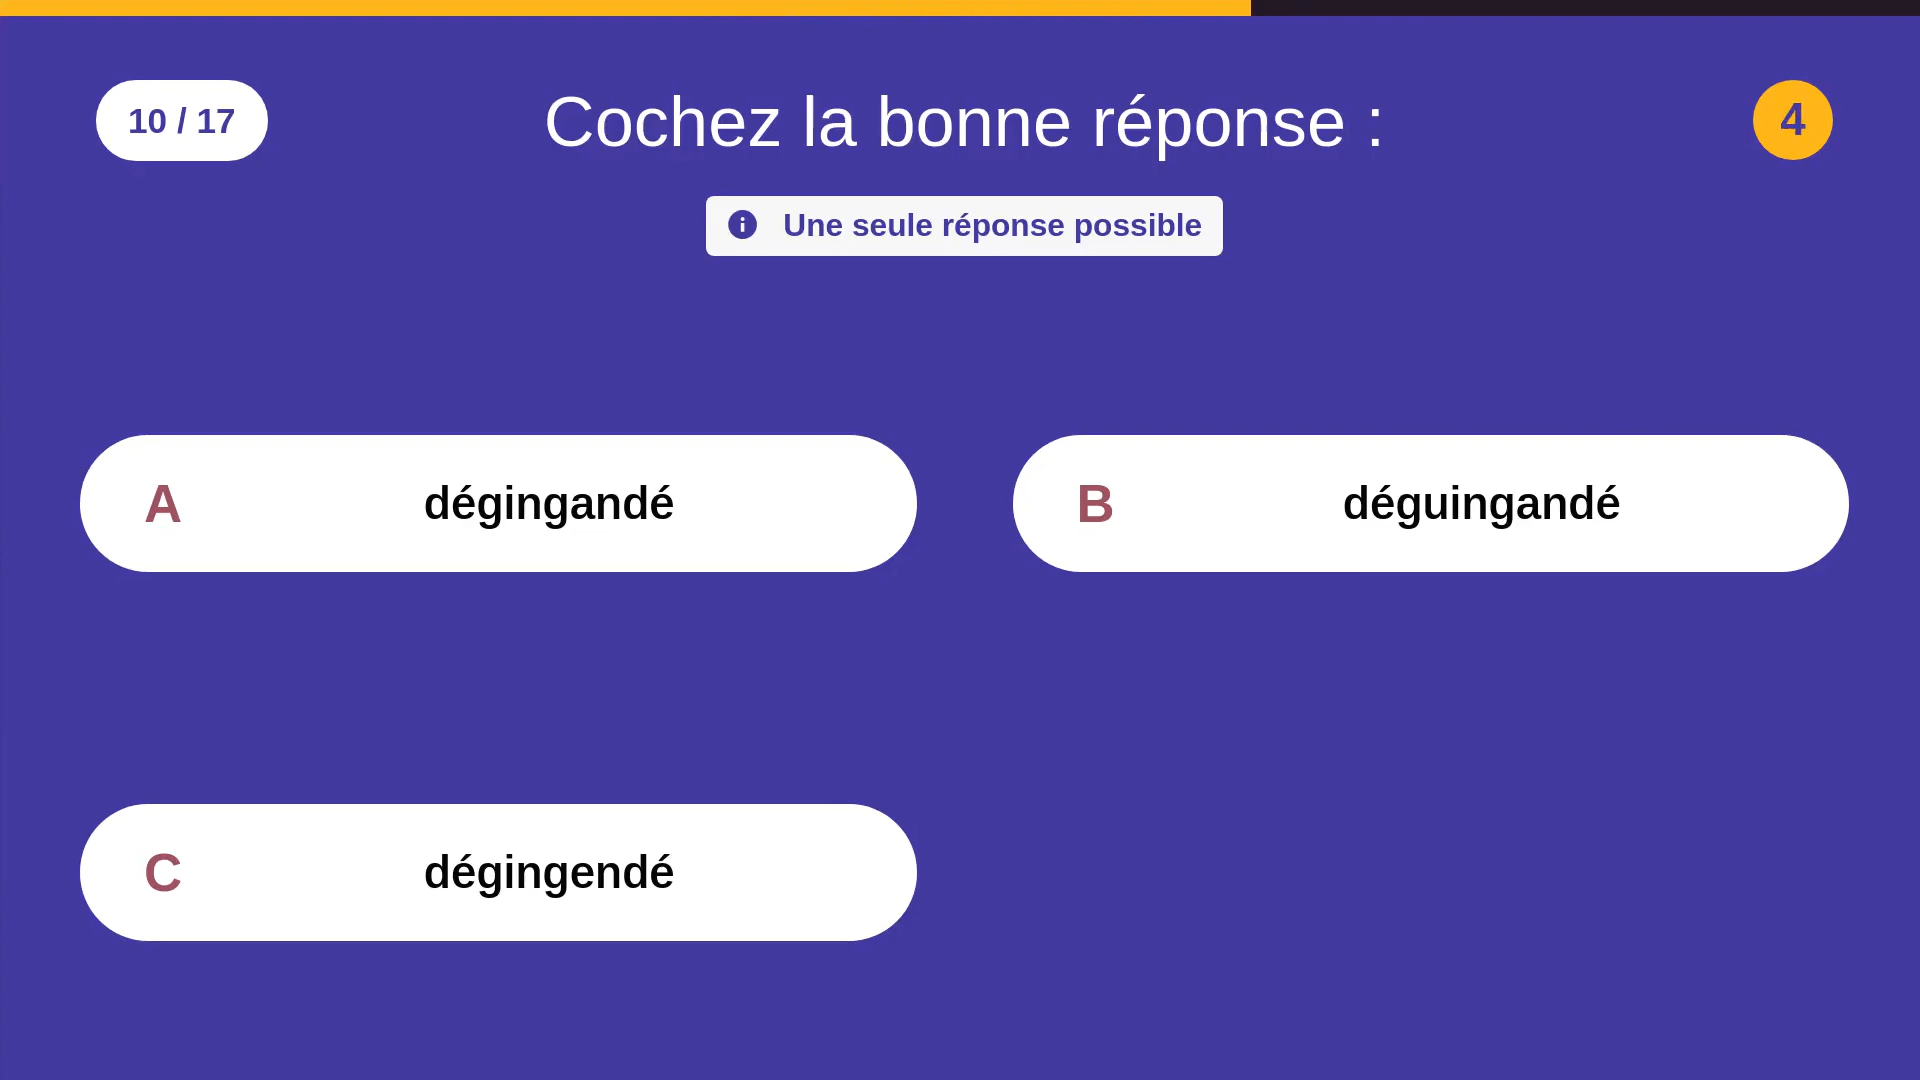 10 / 17
Cochez la bonne réponse :
4
Une seule réponse possible
A dégingandé
B déguingandé
C dégingendé